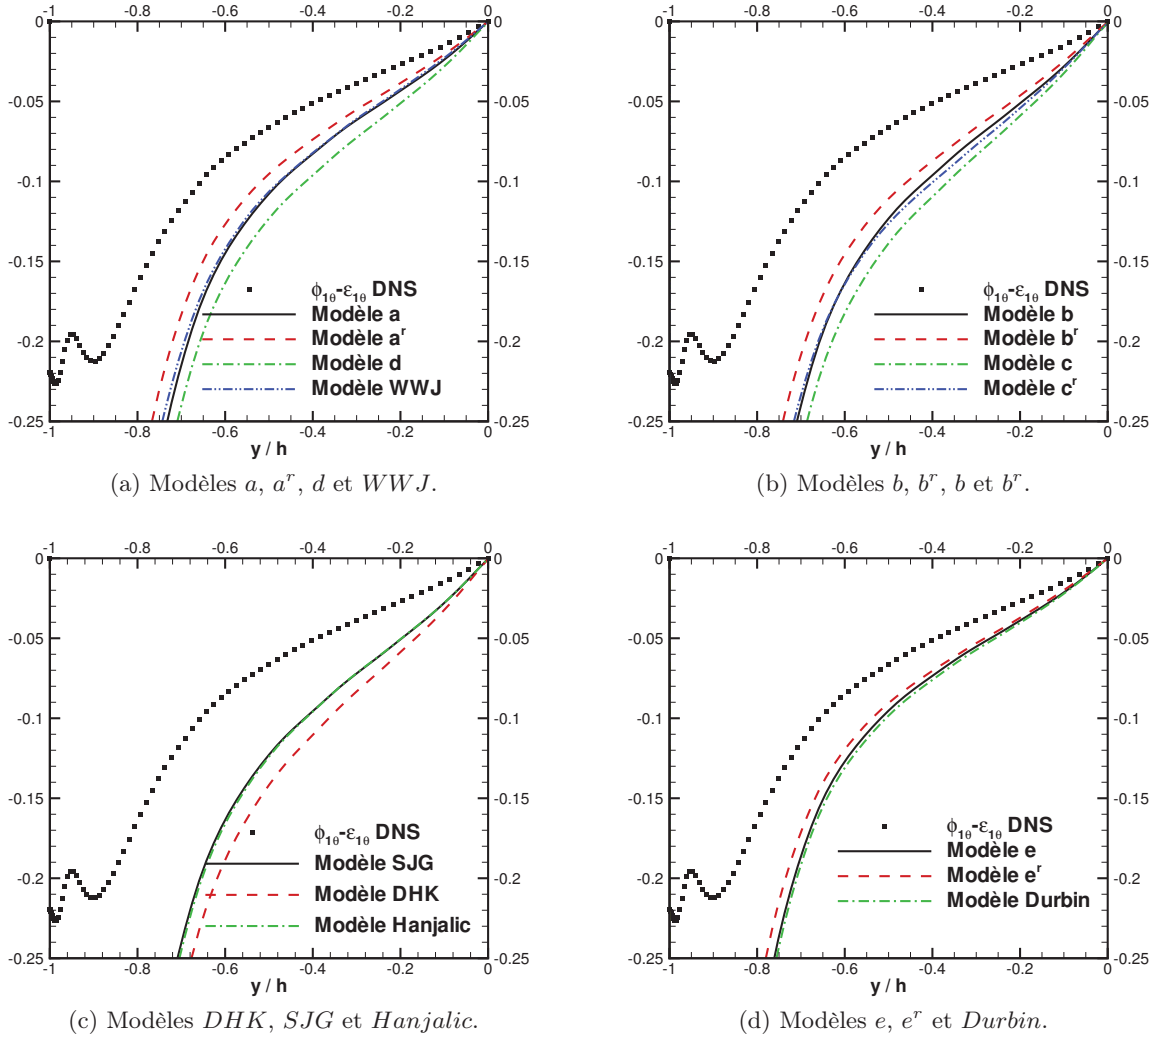 -1 -0.8 -0.6 -0.4 -0.2 0
0 -0.05 -0.1 -0.15 -0.2 -0.25
0 -0.05 -0.1 -0.15 -0.2 -0.25
ϕ1θ-ε1θ DNS
Modèle a
Modèle a^r
Modèle d
Modèle WWJ
-1 -0.8 -0.6 -0.4 -0.2 0
y / h
(a) Modèles a, a^r, d et WWJ.
-1 -0.8 -0.6 -0.4 -0.2 0
0 -0.05 -0.1 -0.15 -0.2 -0.25
0 -0.05 -0.1 -0.15 -0.2 -0.25
ϕ1θ-ε1θ DNS
Modèle b
Modèle b^r
Modèle c
Modèle c^r
-1 -0.8 -0.6 -0.4 -0.2 0
y / h
(b) Modèles b, b^r, b et b^r.
-1 -0.8 -0.6 -0.4 -0.2 0
0 -0.05 -0.1 -0.15 -0.2 -0.25
0 -0.05 -0.1 -0.15 -0.2 -0.25
ϕ1θ-ε1θ DNS
Modèle SJG
Modèle DHK
Modèle Hanjalic
-1 -0.8 -0.6 -0.4 -0.2 0
y / h
(c) Modèles DHK, SJG et Hanjalic.
-1 -0.8 -0.6 -0.4 -0.2 0
0 -0.05 -0.1 -0.15 -0.2 -0.25
0 -0.05 -0.1 -0.15 -0.2 -0.25
ϕ1θ-ε1θ DNS
Modèle e
Modèle e^r
Modèle Durbin
-1 -0.8 -0.6 -0.4 -0.2 0
y / h
(d) Modèles e, e^r et Durbin.